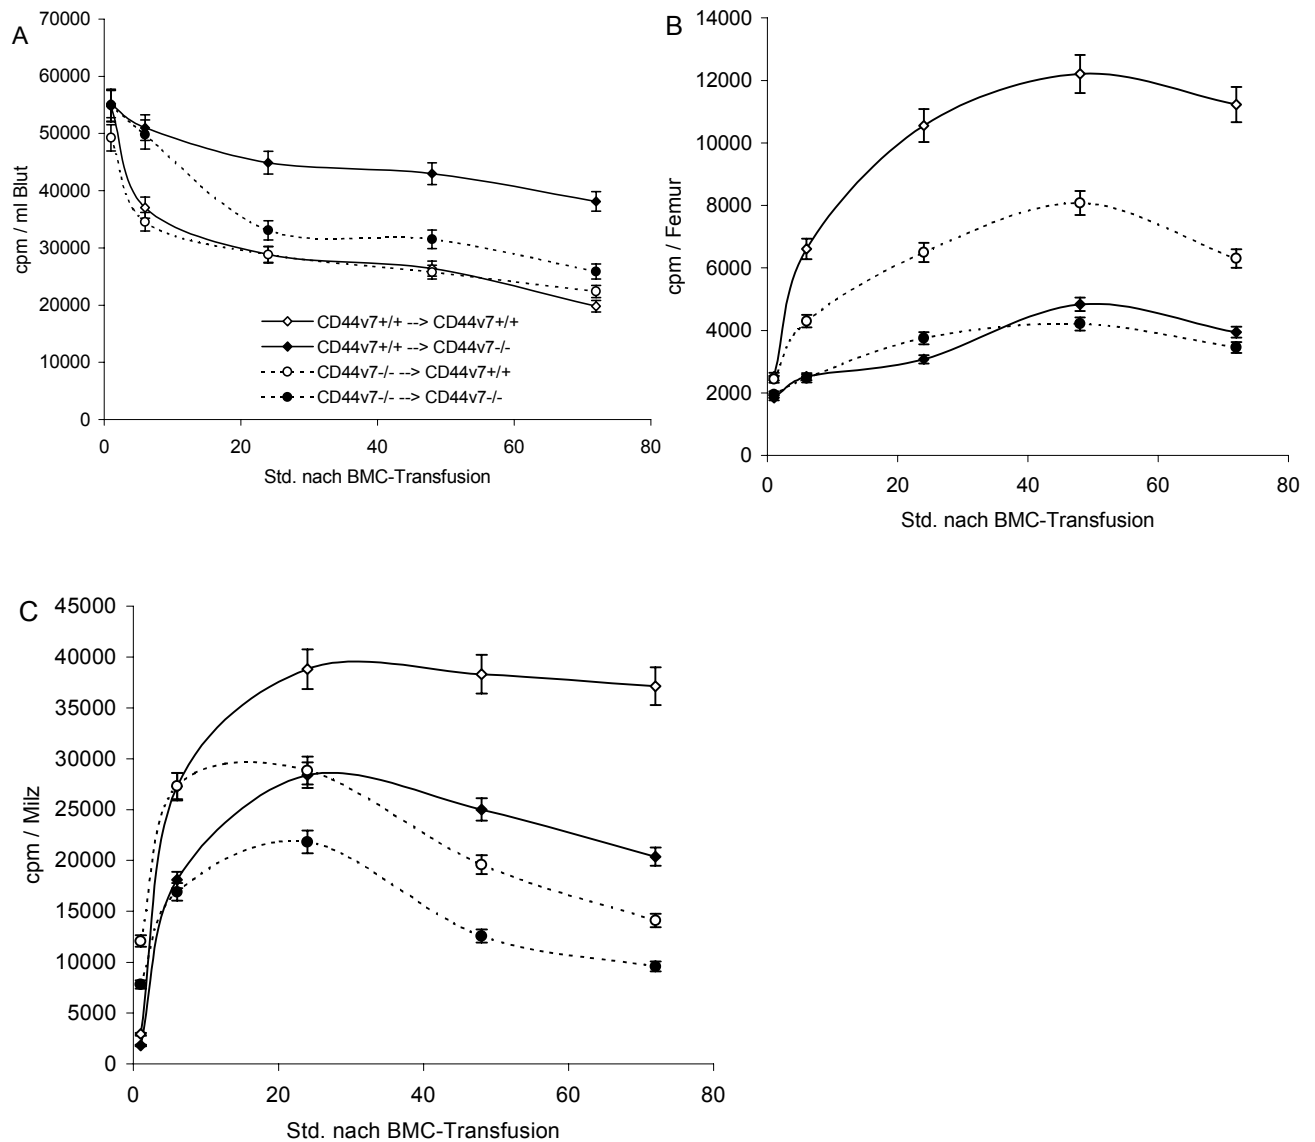 A
70000
60000
50000
40000
30000
20000
10000
0
cpm / ml Blut
CD44v7+/+ --> CD44v7+/+
CD44v7+/+ --> CD44v7-/-
CD44v7-/- --> CD44v7+/+
CD44v7-/- --> CD44v7-/-
0 20 40 60 80
Std. nach BMC-Transfusion
B
14000
12000
10000
8000
6000
4000
2000
0
cpm / Femur
0 20 40 60 80
Std. nach BMC-Transfusion
C
45000
40000
35000
30000
25000
20000
15000
10000
5000
0
cpm / Milz
0 20 40 60 80
Std. nach BMC-Transfusion